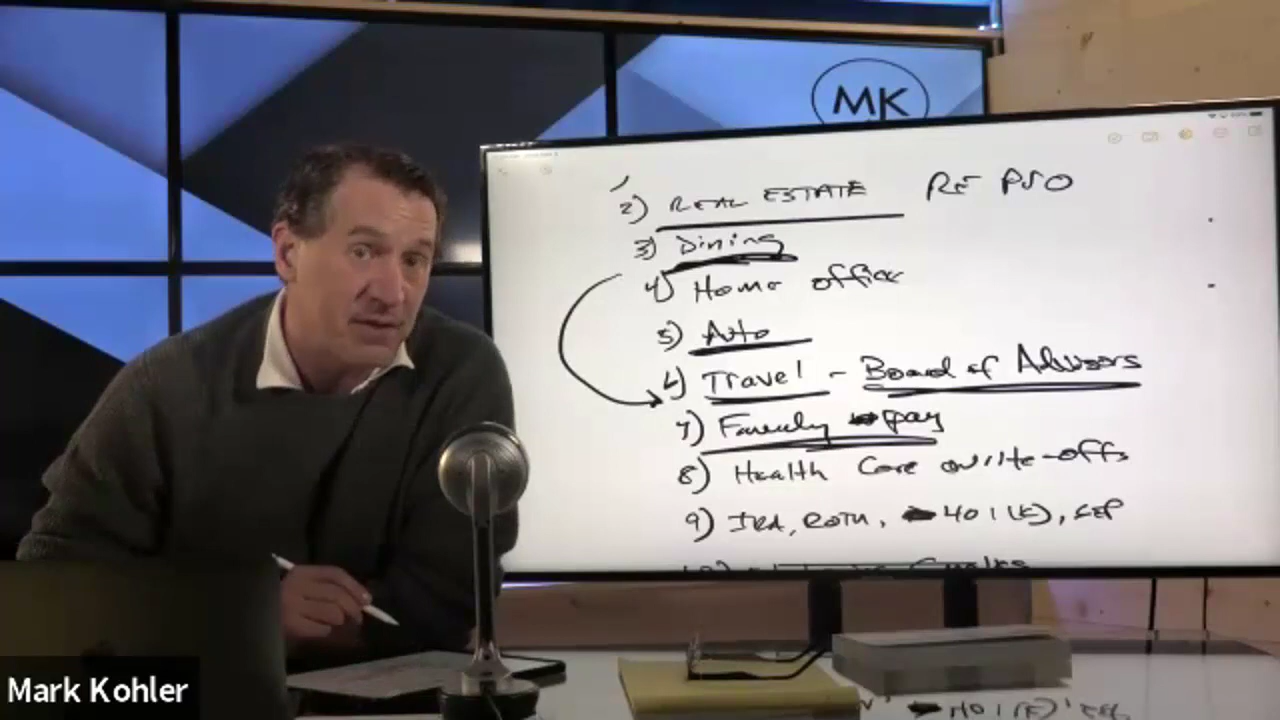 MK
2) REAL ESTATE RE PSO
3) Dining
4) Home office
5) Auto
6) Travel - Board of Advisors
7) Family pay
8) Health Care write-offs
9) IRA, ROTH, 401(K), SEP
Mark Kohler